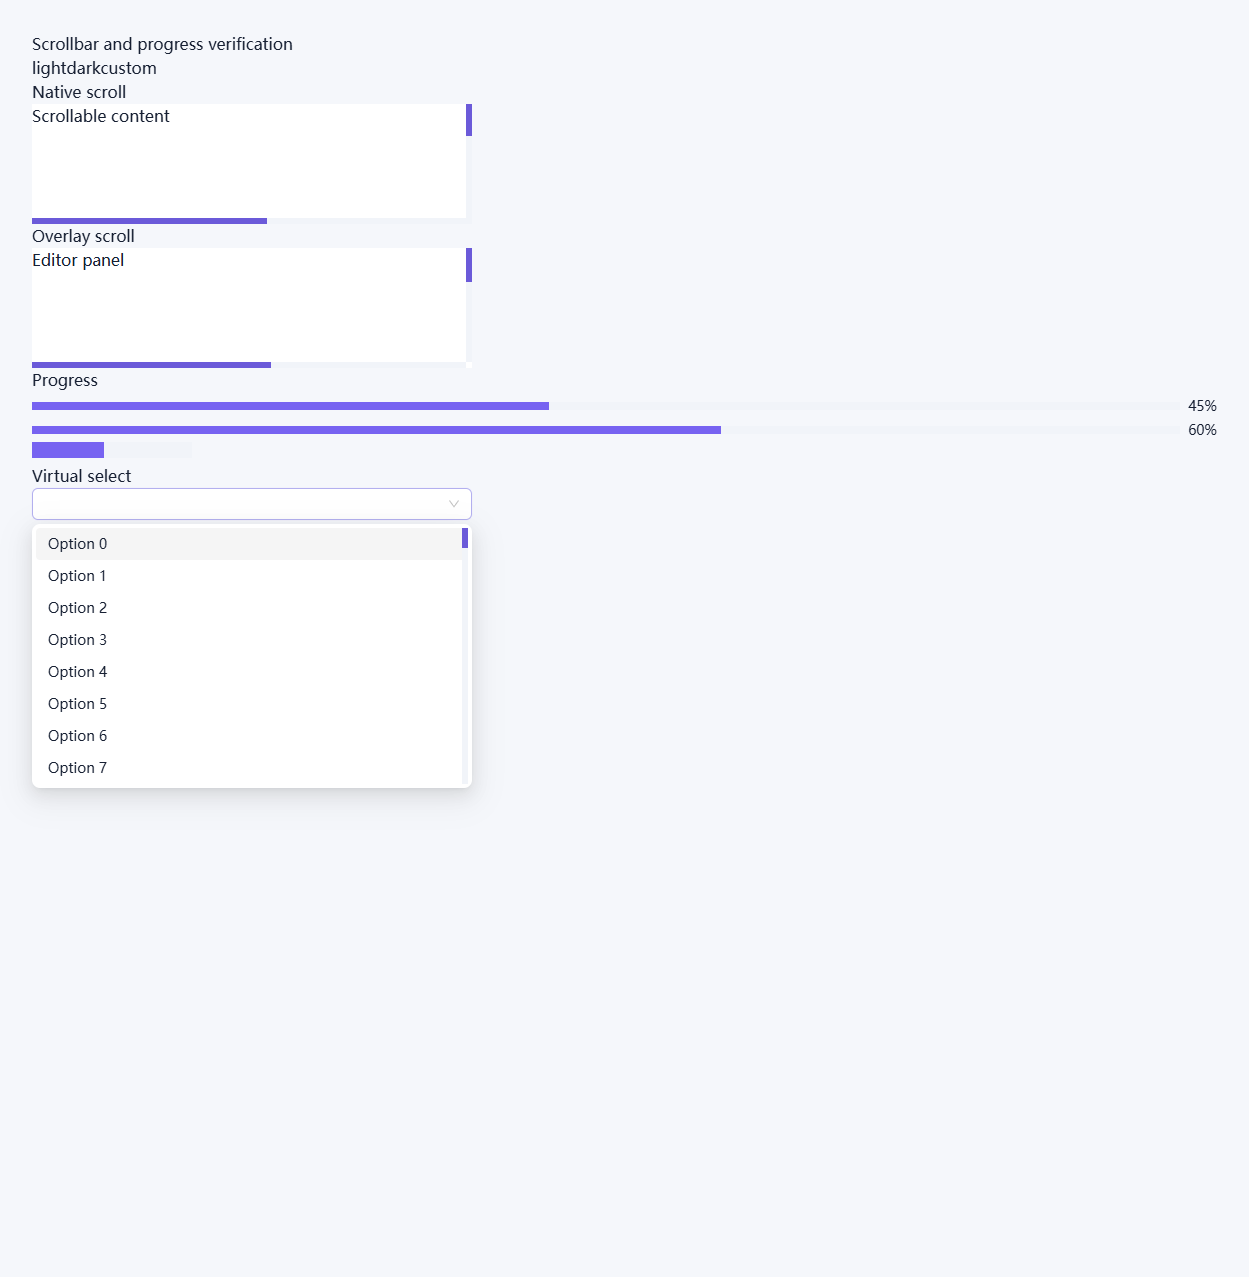 Scrollbar and progress verification
lightdarkcustom
Native scroll
Scrollable content
Overlay scroll
Editor panel
Progress
45%
60%
Virtual select
Option 0
Option 1
Option 2
Option 3
Option 4
Option 5
Option 6
Option 7